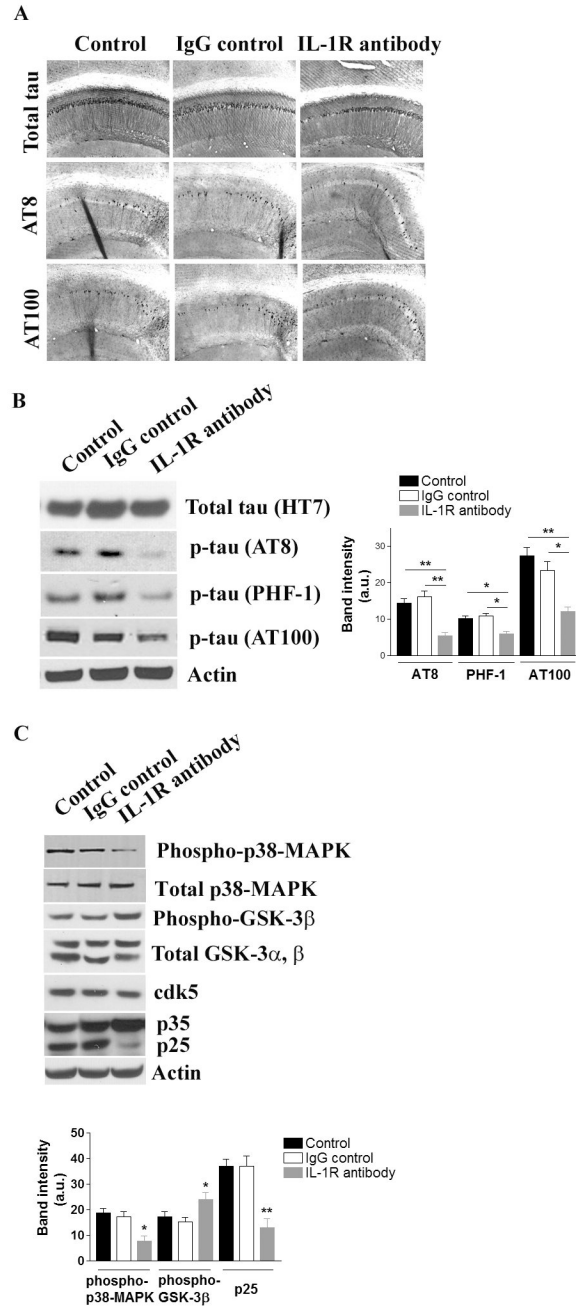 A
Control IgG control IL-1R antibody
Total tau
AT8
AT100
B
Control
IgG control
IL-1R antibody
Total tau (HT7)
p-tau (AT8)
p-tau (PHF-1)
p-tau (AT100)
Actin
Control
IgG control
IL-1R antibody
Band intensity
(a.u.)
30
20
10
0
** ** * * ** *
AT8 PHF-1 AT100
C
Control
IgG control
IL-1R antibody
Phospho-p38-MAPK
Total p38-MAPK
Phospho-GSK-3β
Total GSK-3α, β
cdk5
p35
p25
Actin
Control
IgG control
IL-1R antibody
Band intensity
(a.u.)
50
40
30
20
10
0
* * **
phospho- phospho- p25
p38-MAPK GSK-3β